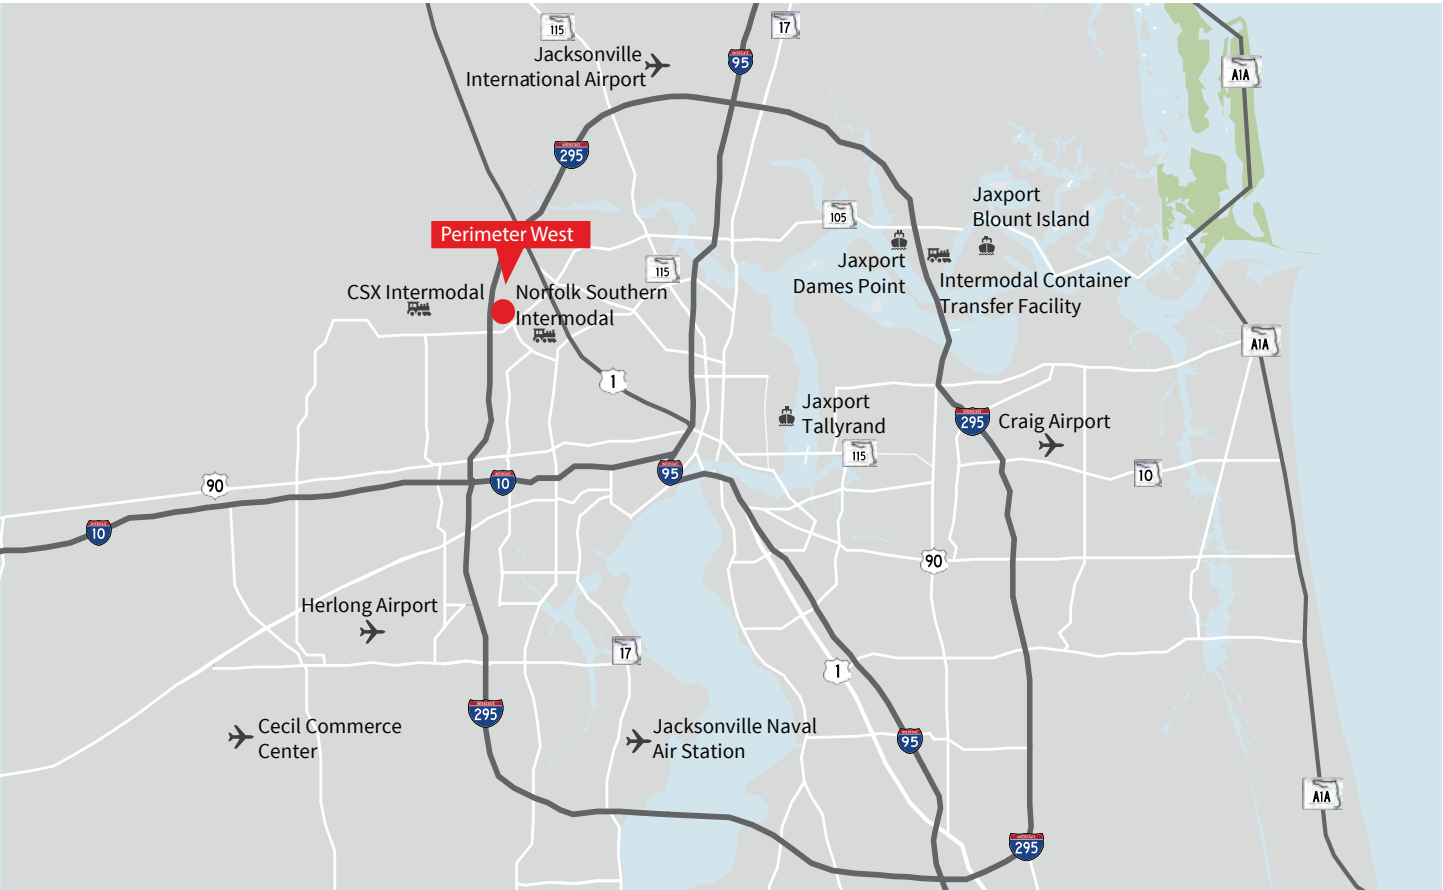 115
17
Jacksonville
International Airport
95
A1A
295
Jaxport
Blount Island
105
Perimeter West
Jaxport
Dames Point
115
Intermodal Container
Transfer Facility
CSX Intermodal
Norfolk Southern
Intermodal
A1A
1
Jaxport
Tallyrand
295
Craig Airport
115
95
10
10
90
10
90
Herlong Airport
17
1
295
Cecil Commerce
Center
Jacksonville Naval
Air Station
95
A1A
295